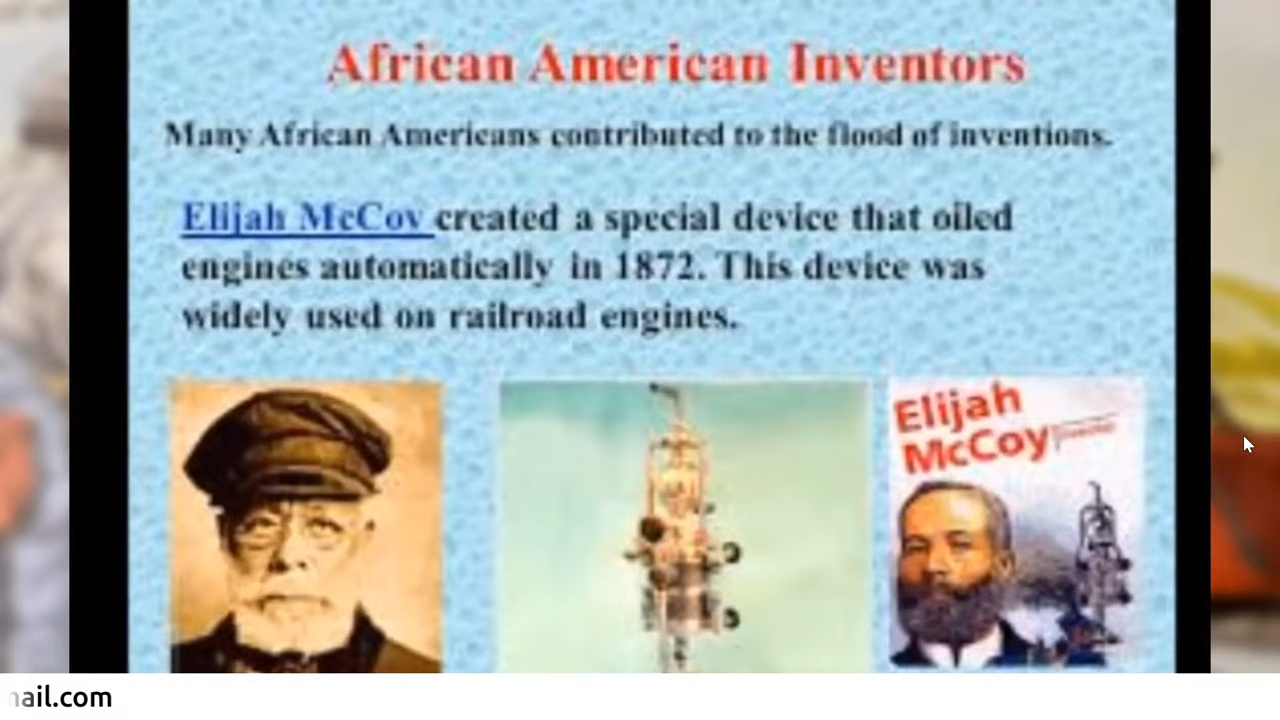 African American Inventors
Many African Americans contributed to the flood of inventions.
Elijah McCoy created a special device that oiled
engines automatically in 1872. This device was
widely used on railroad engines.
Elijah
McCoy
ail.com